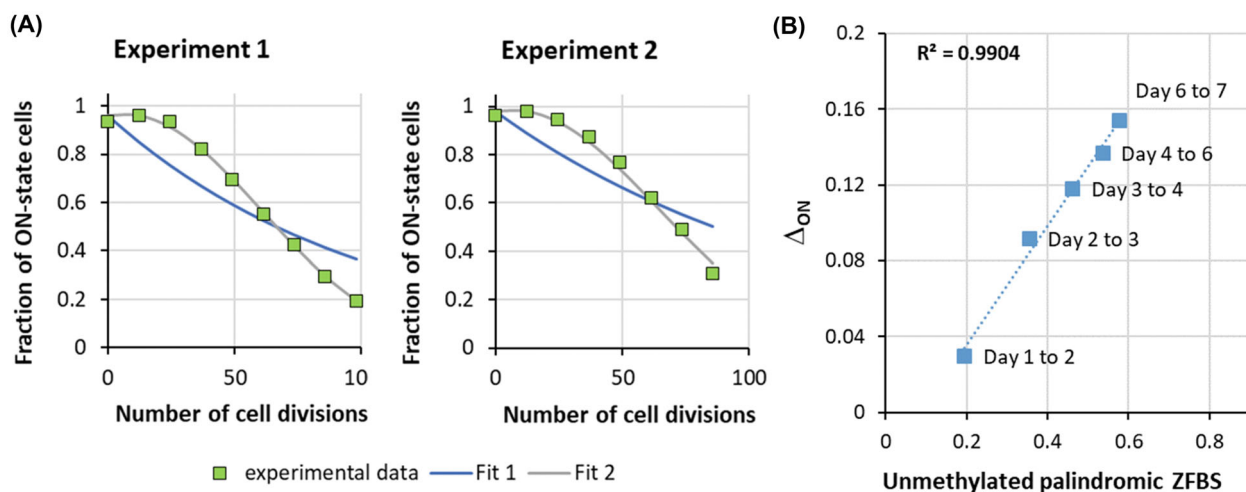 (A)
Experiment 1
Fraction of ON-state cells
1
0.8
0.6
0.4
0.2
0
0
50
10
Number of cell divisions
Experiment 2
Fraction of ON-state cells
1
0.8
0.6
0.4
0.2
0
0
50
100
Number of cell divisions
experimental data
Fit 1
Fit 2
(B)
R² = 0.9904
ΔON
0.2
0.16
0.12
0.08
0.04
0
Day 6 to 7
Day 4 to 6
Day 3 to 4
Day 2 to 3
Day 1 to 2
0
0.2
0.4
0.6
0.8
Unmethylated palindromic ZFBS